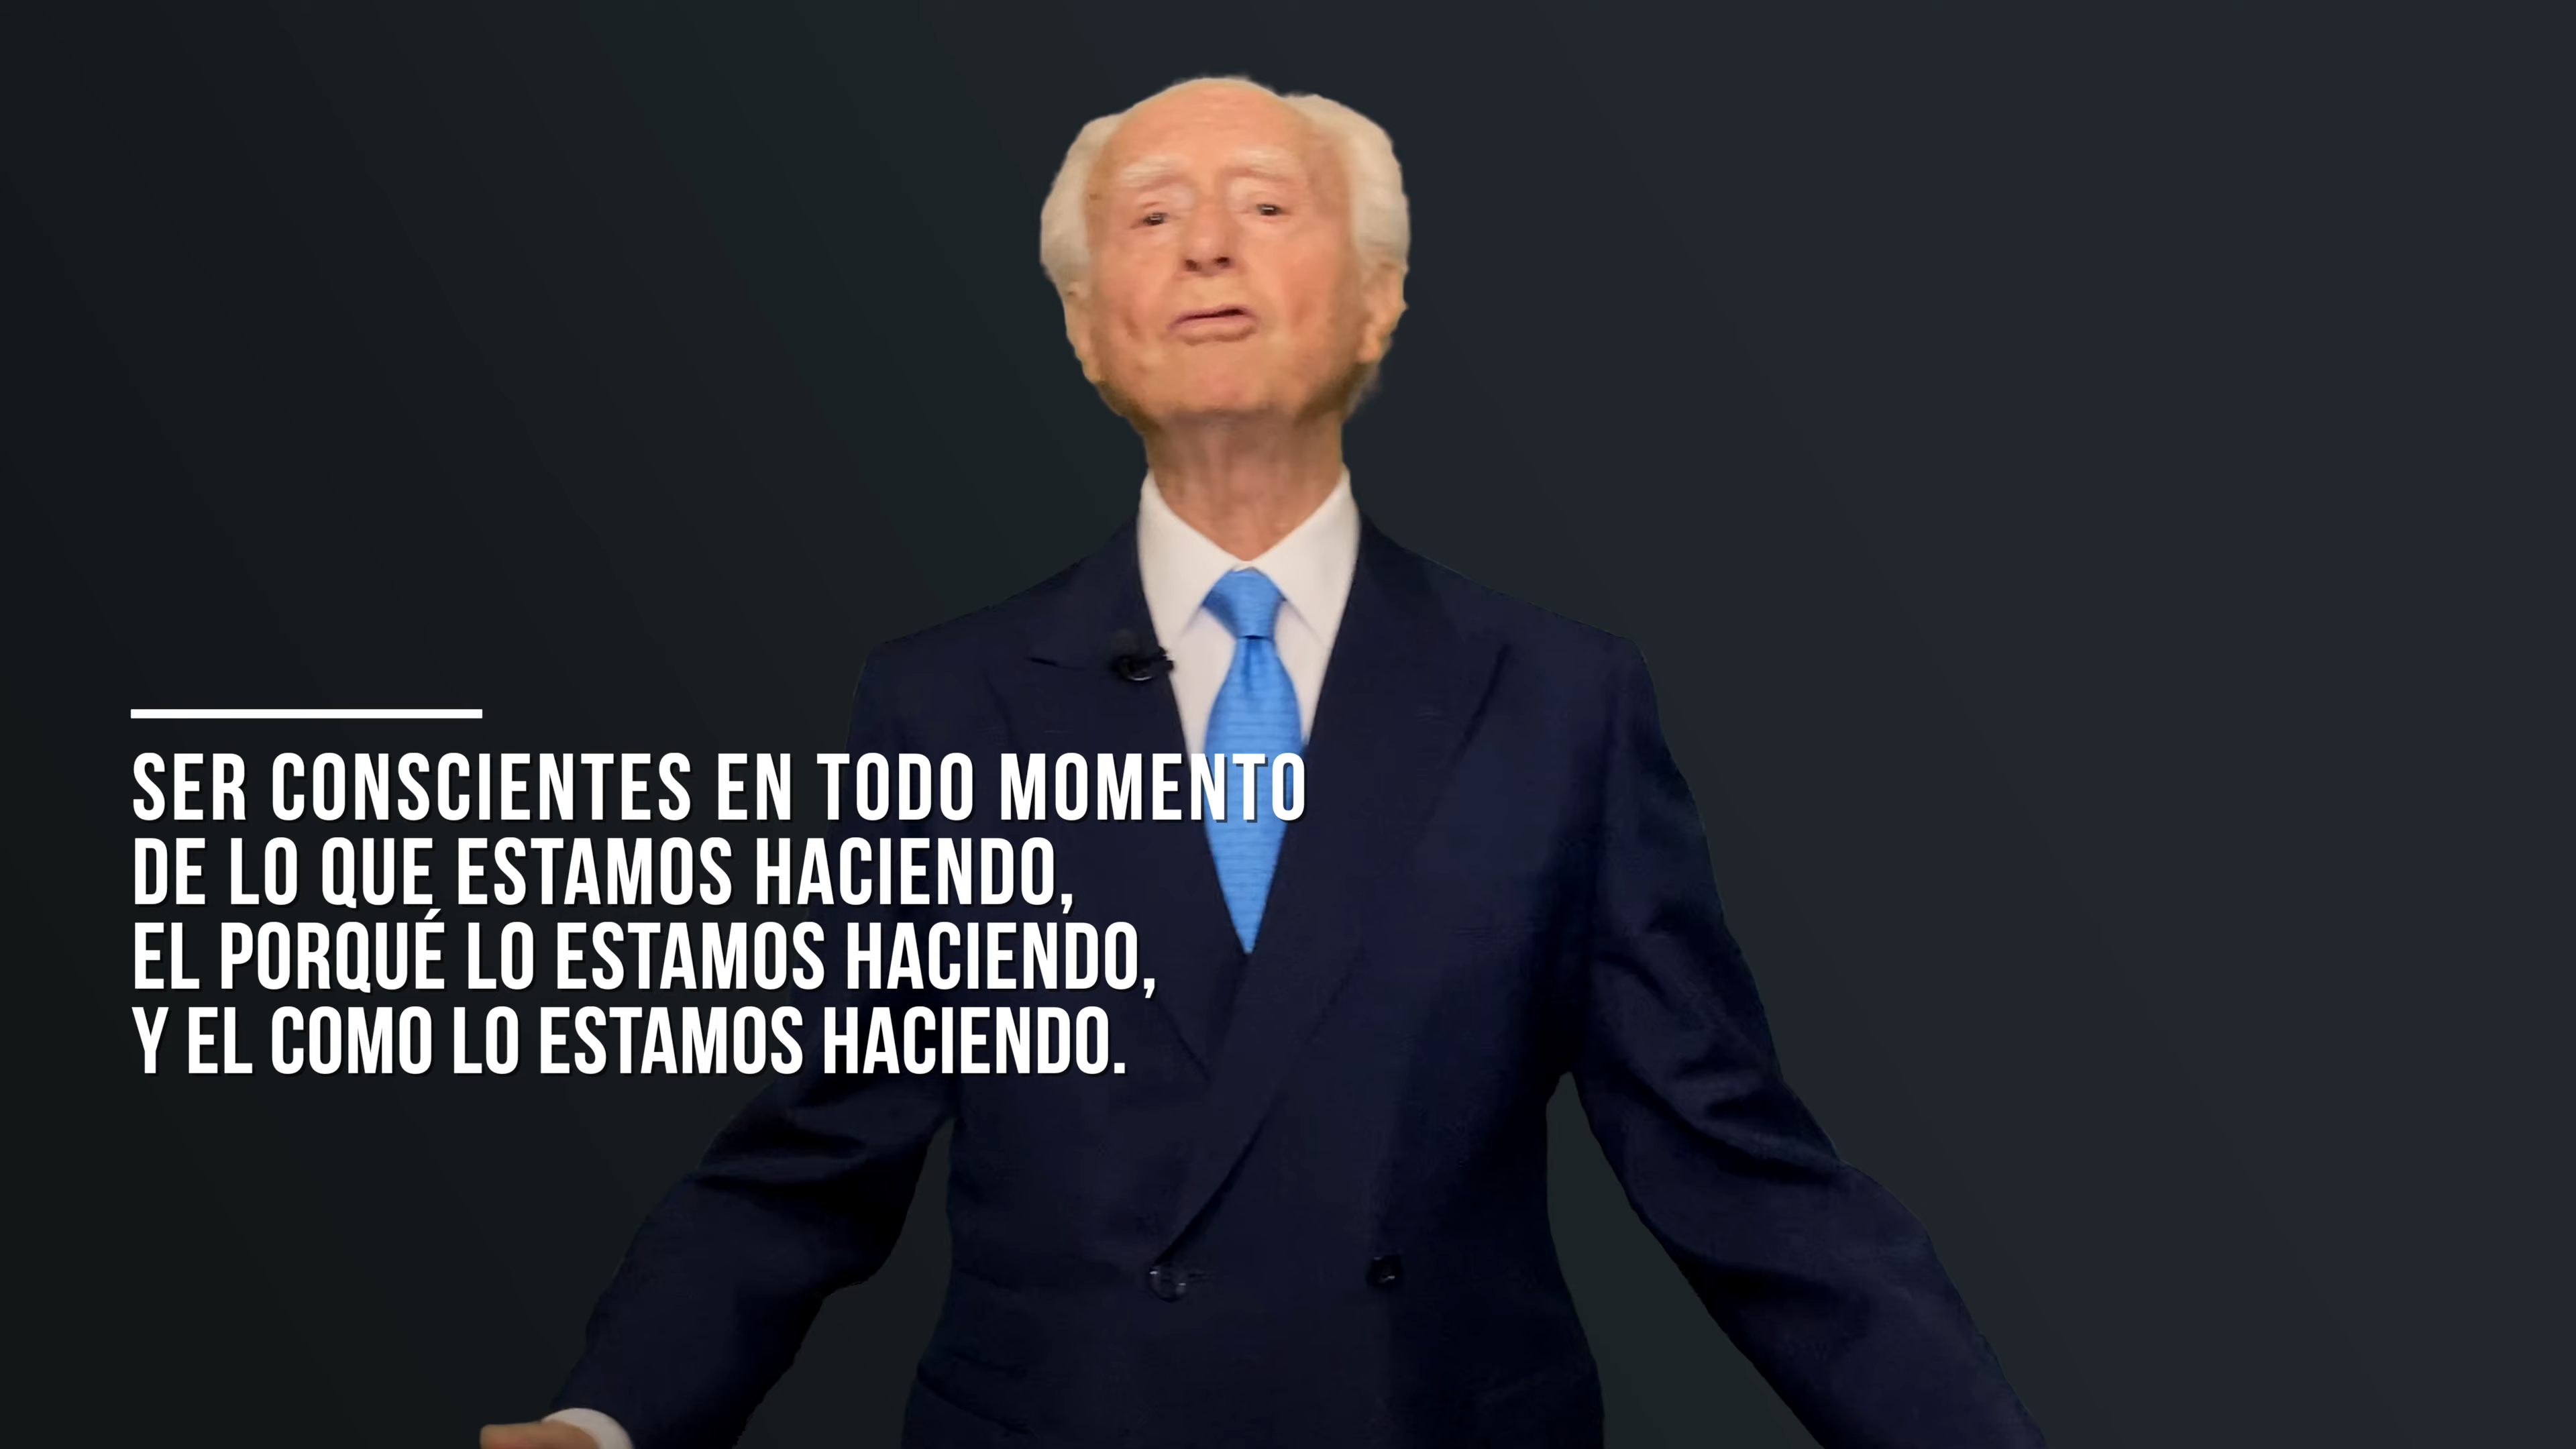 SER CONSCIENTES EN TODO MOMENTO
DE LO QUE ESTAMOS HACIENDO,
EL PORQUÉ LO ESTAMOS HACIENDO,
Y EL COMO LO ESTAMOS HACIENDO.